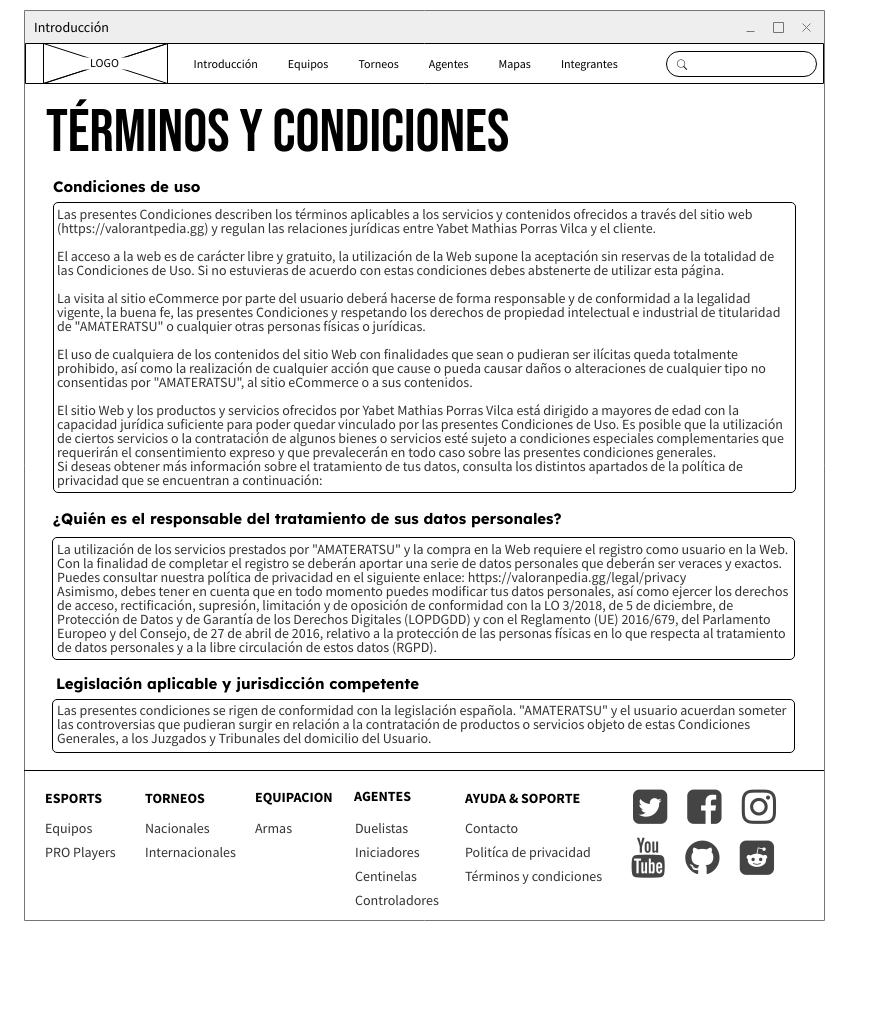 Introducción
LOGO
Introducción Equipos Torneos Agentes Mapas Integrantes
TÉRMINOS Y CONDICIONES
Condiciones de uso
Las presentes Condiciones describen los términos aplicables a los servicios y contenidos ofrecidos a través del sitio web
(https://valorantpedia.gg) y regulan las relaciones jurídicas entre Yabet Mathias Porras Vilca y el cliente.
El acceso a la web es de carácter libre y gratuito, la utilización de la Web supone la aceptación sin reservas de la totalidad de
las Condiciones de Uso. Si no estuvieras de acuerdo con estas condiciones debes abstenerte de utilizar esta página.
La visita al sitio eCommerce por parte del usuario deberá hacerse de forma responsable y de conformidad a la legalidad
vigente, la buena fe, las presentes Condiciones y respetando los derechos de propiedad intelectual e industrial de titularidad
de "AMATERATSU" o cualquier otras personas físicas o jurídicas.
El uso de cualquiera de los contenidos del sitio Web con finalidades que sean o pudieran ser ilícitas queda totalmente
prohibido, así como la realización de cualquier acción que cause o pueda causar daños o alteraciones de cualquier tipo no
consentidas por "AMATERATSU", al sitio eCommerce o a sus contenidos.
El sitio Web y los productos y servicios ofrecidos por Yabet Mathias Porras Vilca está dirigido a mayores de edad con la
capacidad jurídica suficiente para poder quedar vinculado por las presentes Condiciones de Uso. Es posible que la utilización
de ciertos servicios o la contratación de algunos bienes o servicios esté sujeto a condiciones especiales complementarias que
requerirán el consentimiento expreso y que prevalecerán en todo caso sobre las presentes condiciones generales.
Si deseas obtener más información sobre el tratamiento de tus datos, consulta los distintos apartados de la política de
privacidad que se encuentran a continuación:
¿Quién es el responsable del tratamiento de sus datos personales?
La utilización de los servicios prestados por "AMATERATSU" y la compra en la Web requiere el registro como usuario en la Web.
Con la finalidad de completar el registro se deberán aportar una serie de datos personales que deberán ser veraces y exactos.
Puedes consultar nuestra política de privacidad en el siguiente enlace: https://valoranpedia.gg/legal/privacy
Asimismo, debes tener en cuenta que en todo momento puedes modificar tus datos personales, así como ejercer los derechos
de acceso, rectificación, supresión, limitación y de oposición de conformidad con la LO 3/2018, de 5 de diciembre, de
Protección de Datos y de Garantía de los Derechos Digitales (LOPDGDD) y con el Reglamento (UE) 2016/679, del Parlamento
Europeo y del Consejo, de 27 de abril de 2016, relativo a la protección de las personas físicas en lo que respecta al tratamiento
de datos personales y a la libre circulación de estos datos (RGPD).
Legislación aplicable y jurisdicción competente
Las presentes condiciones se rigen de conformidad con la legislación española. "AMATERATSU" y el usuario acuerdan someter
las controversias que pudieran surgir en relación a la contratación de productos o servicios objeto de estas Condiciones
Generales, a los Juzgados y Tribunales del domicilio del Usuario.
ESPORTS
Equipos
PRO Players
TORNEOS
Nacionales
Internacionales
EQUIPACION
Armas
AGENTES
Duelistas
Iniciadores
Centinelas
Controladores
AYUDA & SOPORTE
Contacto
Politíca de privacidad
Términos y condiciones
You
Tube